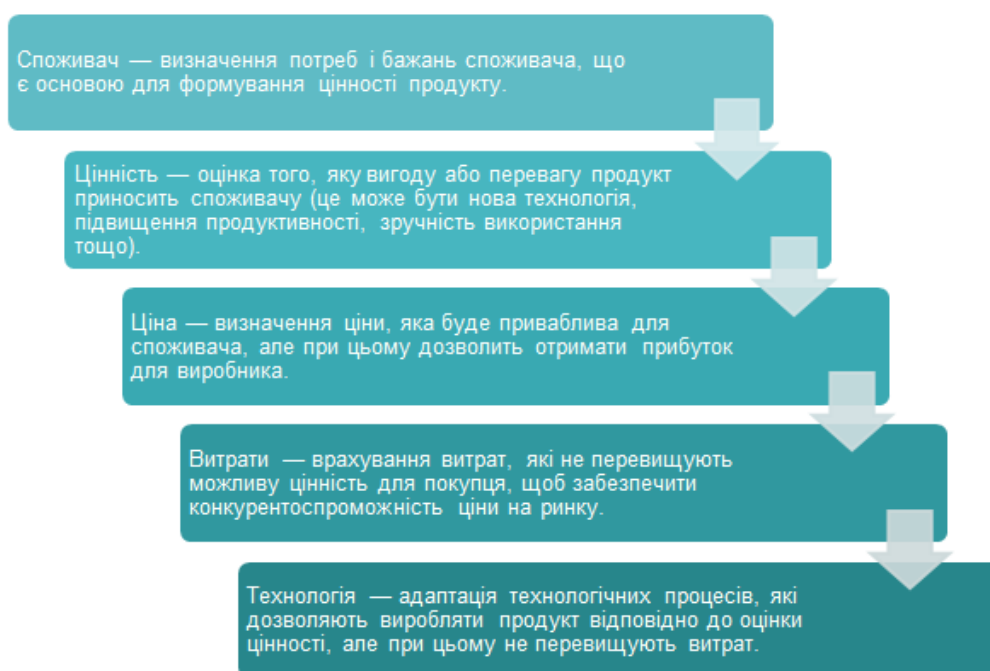 Споживач — визначення потреб і бажань споживача, що
є основою для формування цінності продукту.
Цінність — оцінка того, яку вигоду або перевагу продукт
приносить споживачу (це може бути нова технологія,
підвищення продуктивності, зручність використання
тощо).
Ціна — визначення ціни, яка буде приваблива для
споживача, але при цьому дозволить отримати прибуток
для виробника.
Витрати — врахування витрат, які не перевищують
можливу цінність для покупця, щоб забезпечити
конкурентоспроможність ціни на ринку.
Технологія — адаптація технологічних процесів, які
дозволяють виробляти продукт відповідно до оцінки
цінності, але при цьому не перевищують витрат.